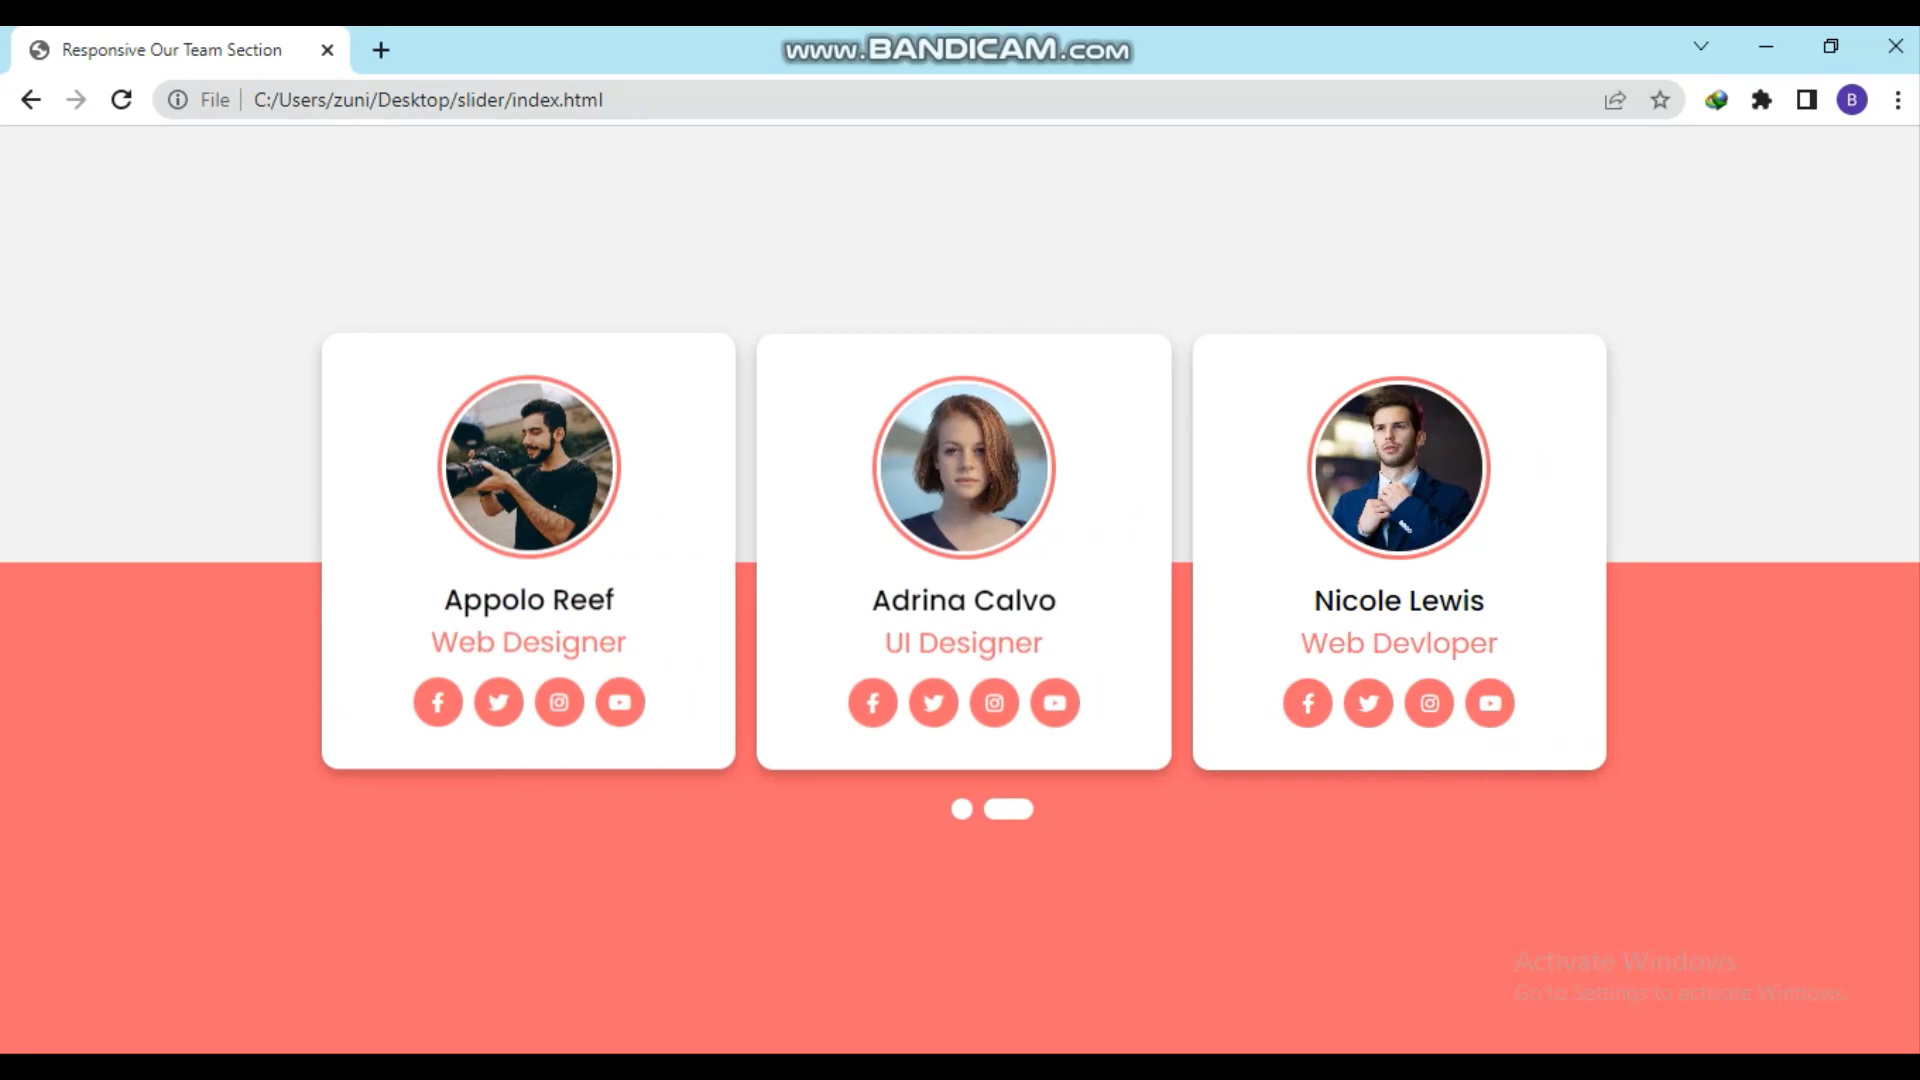 Responsive Our Team Section
www.BANDICAM.com
File
C:/Users/zuni/Desktop/slider/index.html
B
Appolo Reef
Web Designer
Adrina Calvo
UI Designer
Nicole Lewis
Web Devloper
Activate Windows
Go to Settings to activate Windows.